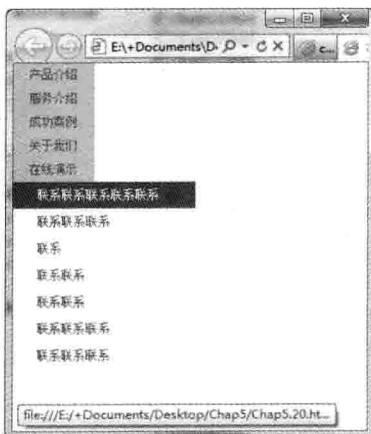 E:\+Documents\D
c...
产品介绍
服务介绍
成功案例
关于我们
在线演示
联系联系联系联系联系
联系联系联系
联系
联系联系
联系联系
联系联系联系
联系联系联系
file:///E:/+Documents/Desktop/Chap5/Chap5.20.ht...